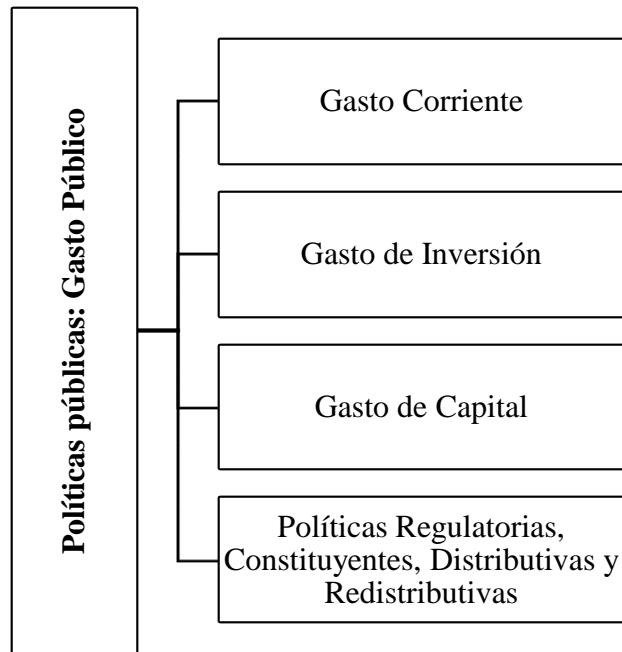 Políticas públicas: Gasto Público
Gasto Corriente
Gasto de Inversión
Gasto de Capital
Políticas Regulatorias,
Constituyentes, Distributivas y
Redistributivas